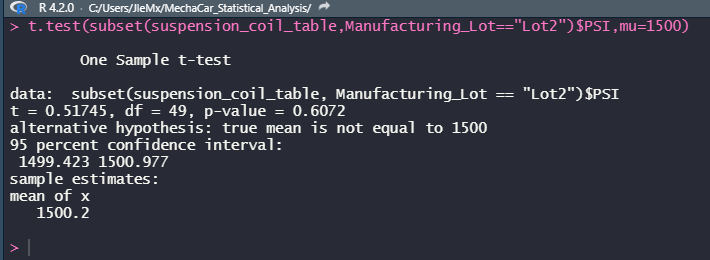 R 4.2.0 · C:/Users/JleMx/MechaCar_Statistical_Analysis/
> t.test(subset(suspension_coil_table,Manufacturing_Lot=="Lot2")$PSI,mu=1500)
One Sample t-test
data:  subset(suspension_coil_table, Manufacturing_Lot == "Lot2")$PSI
t = 0.51745, df = 49, p-value = 0.6072
alternative hypothesis: true mean is not equal to 1500
95 percent confidence interval:
1499.423 1500.977
sample estimates:
mean of x
1500.2
>